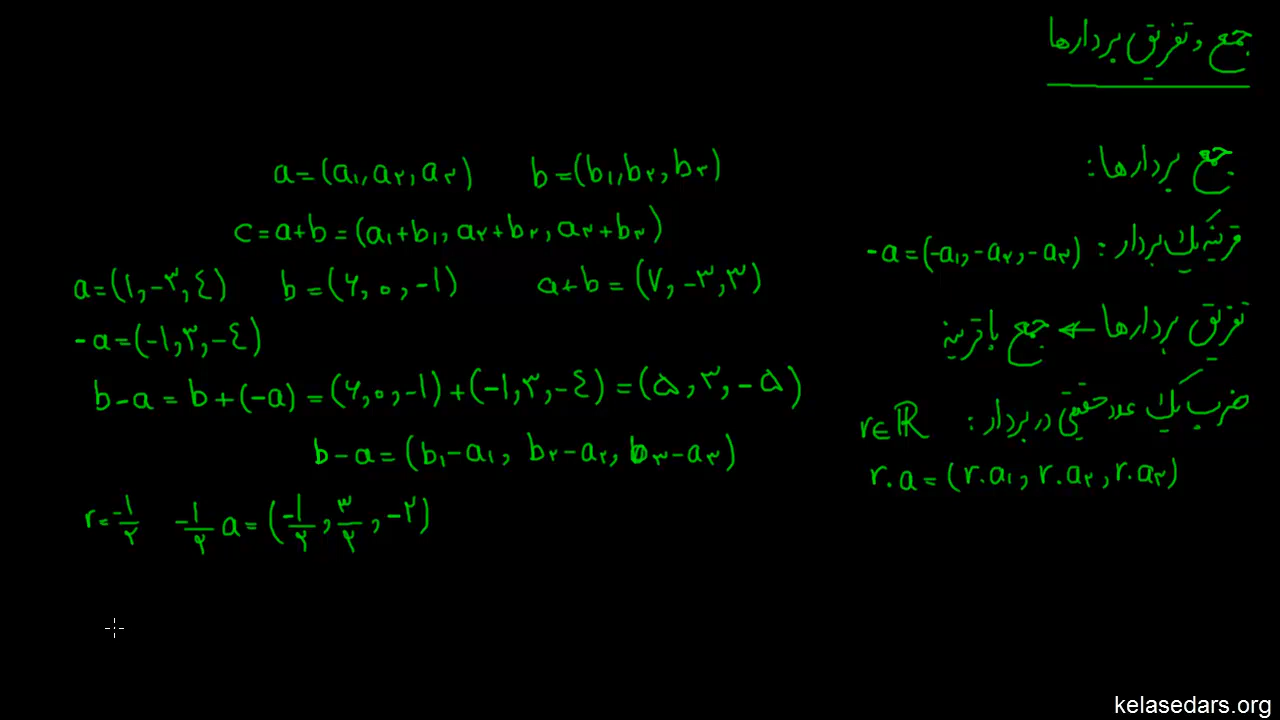 جمع و تفریق بردارها
جمع بردارها:
a=(a۱,a۲,a۳) b=(b۱,b۲,b۳)
c=a+b=(a۱+b۱,a۲+b۲,a۳+b۳)
قرینه یک بردار: -a=(-a۱,-a۲,-a۳)
a=(۱,-۳,٤) b=(۶,۰,-۱) a+b=(۷,-۳,۳)
-a=(-۱,۳,-٤)
تفریق بردارها ← جمع با قرینه
b-a=b+(-a)=(۶,۰,-۱)+(-۱,۳,-٤)=(۵,۳,-۵)
ضرب یک عدد حقیقی در بردار: r∈ℝ
b-a=(b۱-a۱, b۲-a۲, b۳-a۳)
r.a=(r.a۱, r.a۲, r.a۳)
r=-۱/۲ -۱/۲ a=(-۱/۲, ۳/۲, -۲)
kelasedars.org